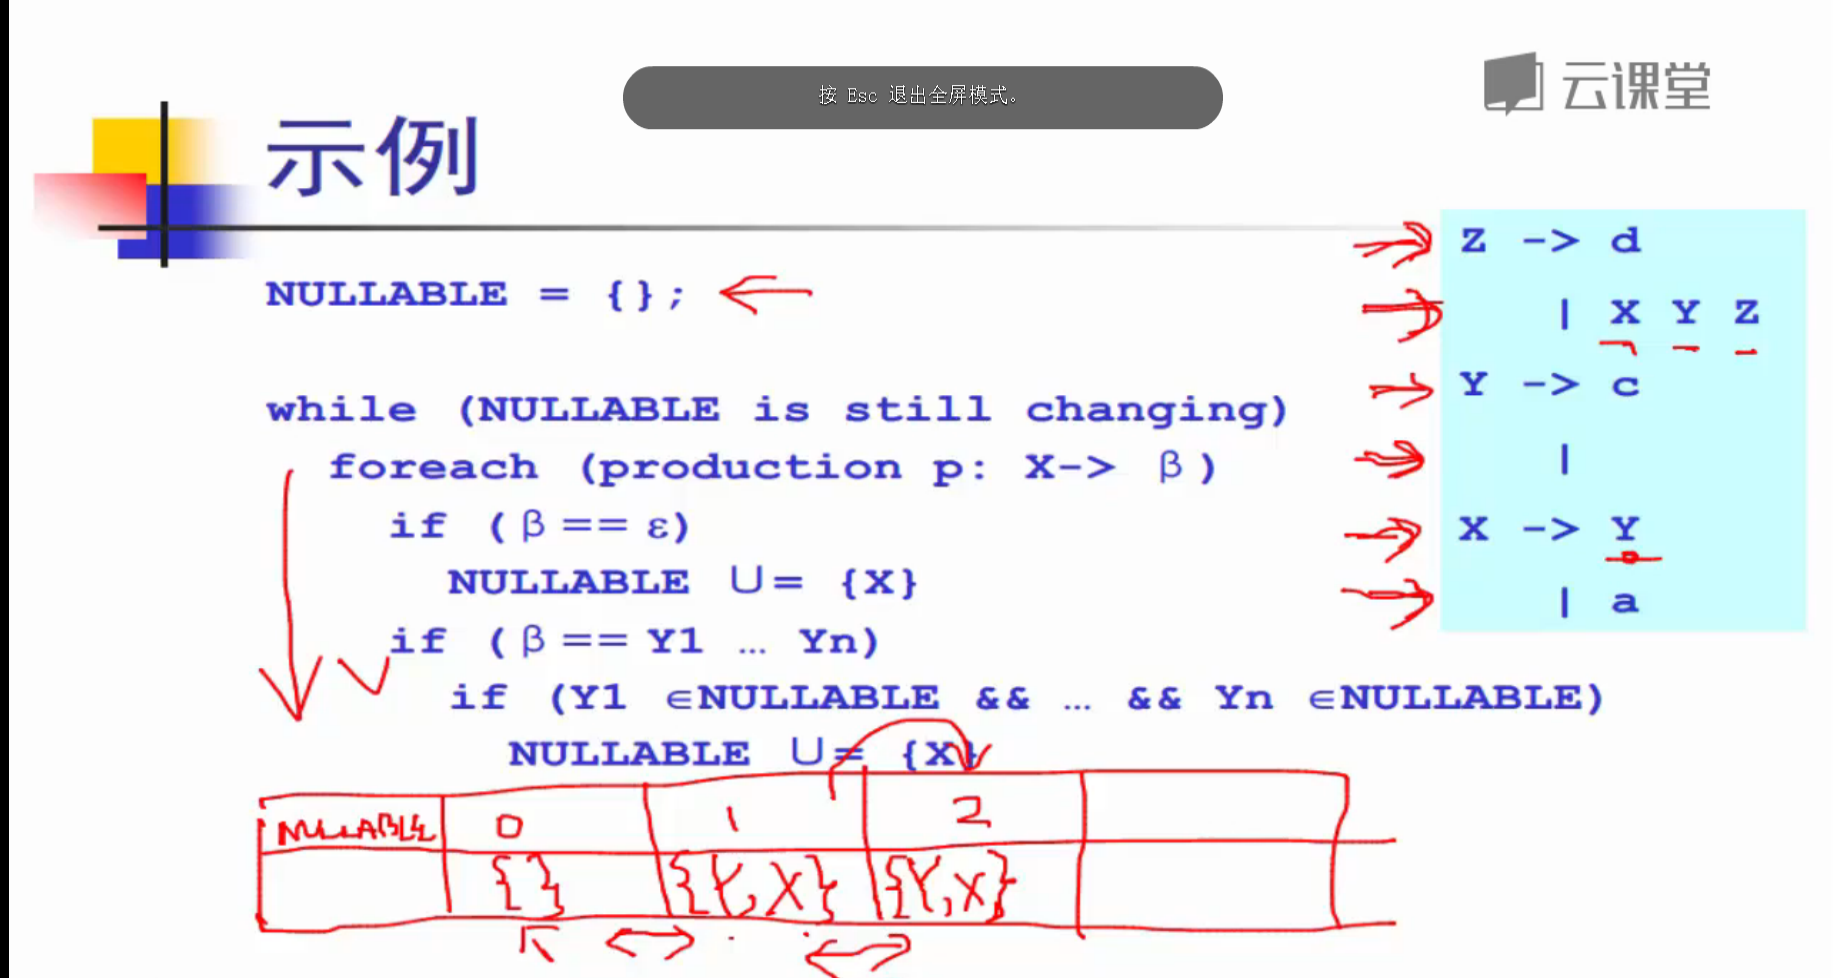 按 Esc 退出全屏模式。
云课堂
示例
NULLABLE = {};
while (NULLABLE is still changing)
foreach (production p: X-> β)
if (β== ε)
NULLABLE ∪= {X}
if (β== Y1 … Yn)
if (Y1 ∈NULLABLE && … && Yn ∈NULLABLE)
NULLABLE ∪= {X}
Z -> d
| X Y Z
Y -> c
|
X -> Y
| a
NULLABLE 0 1 2
{} {Y,X} {Y,X}